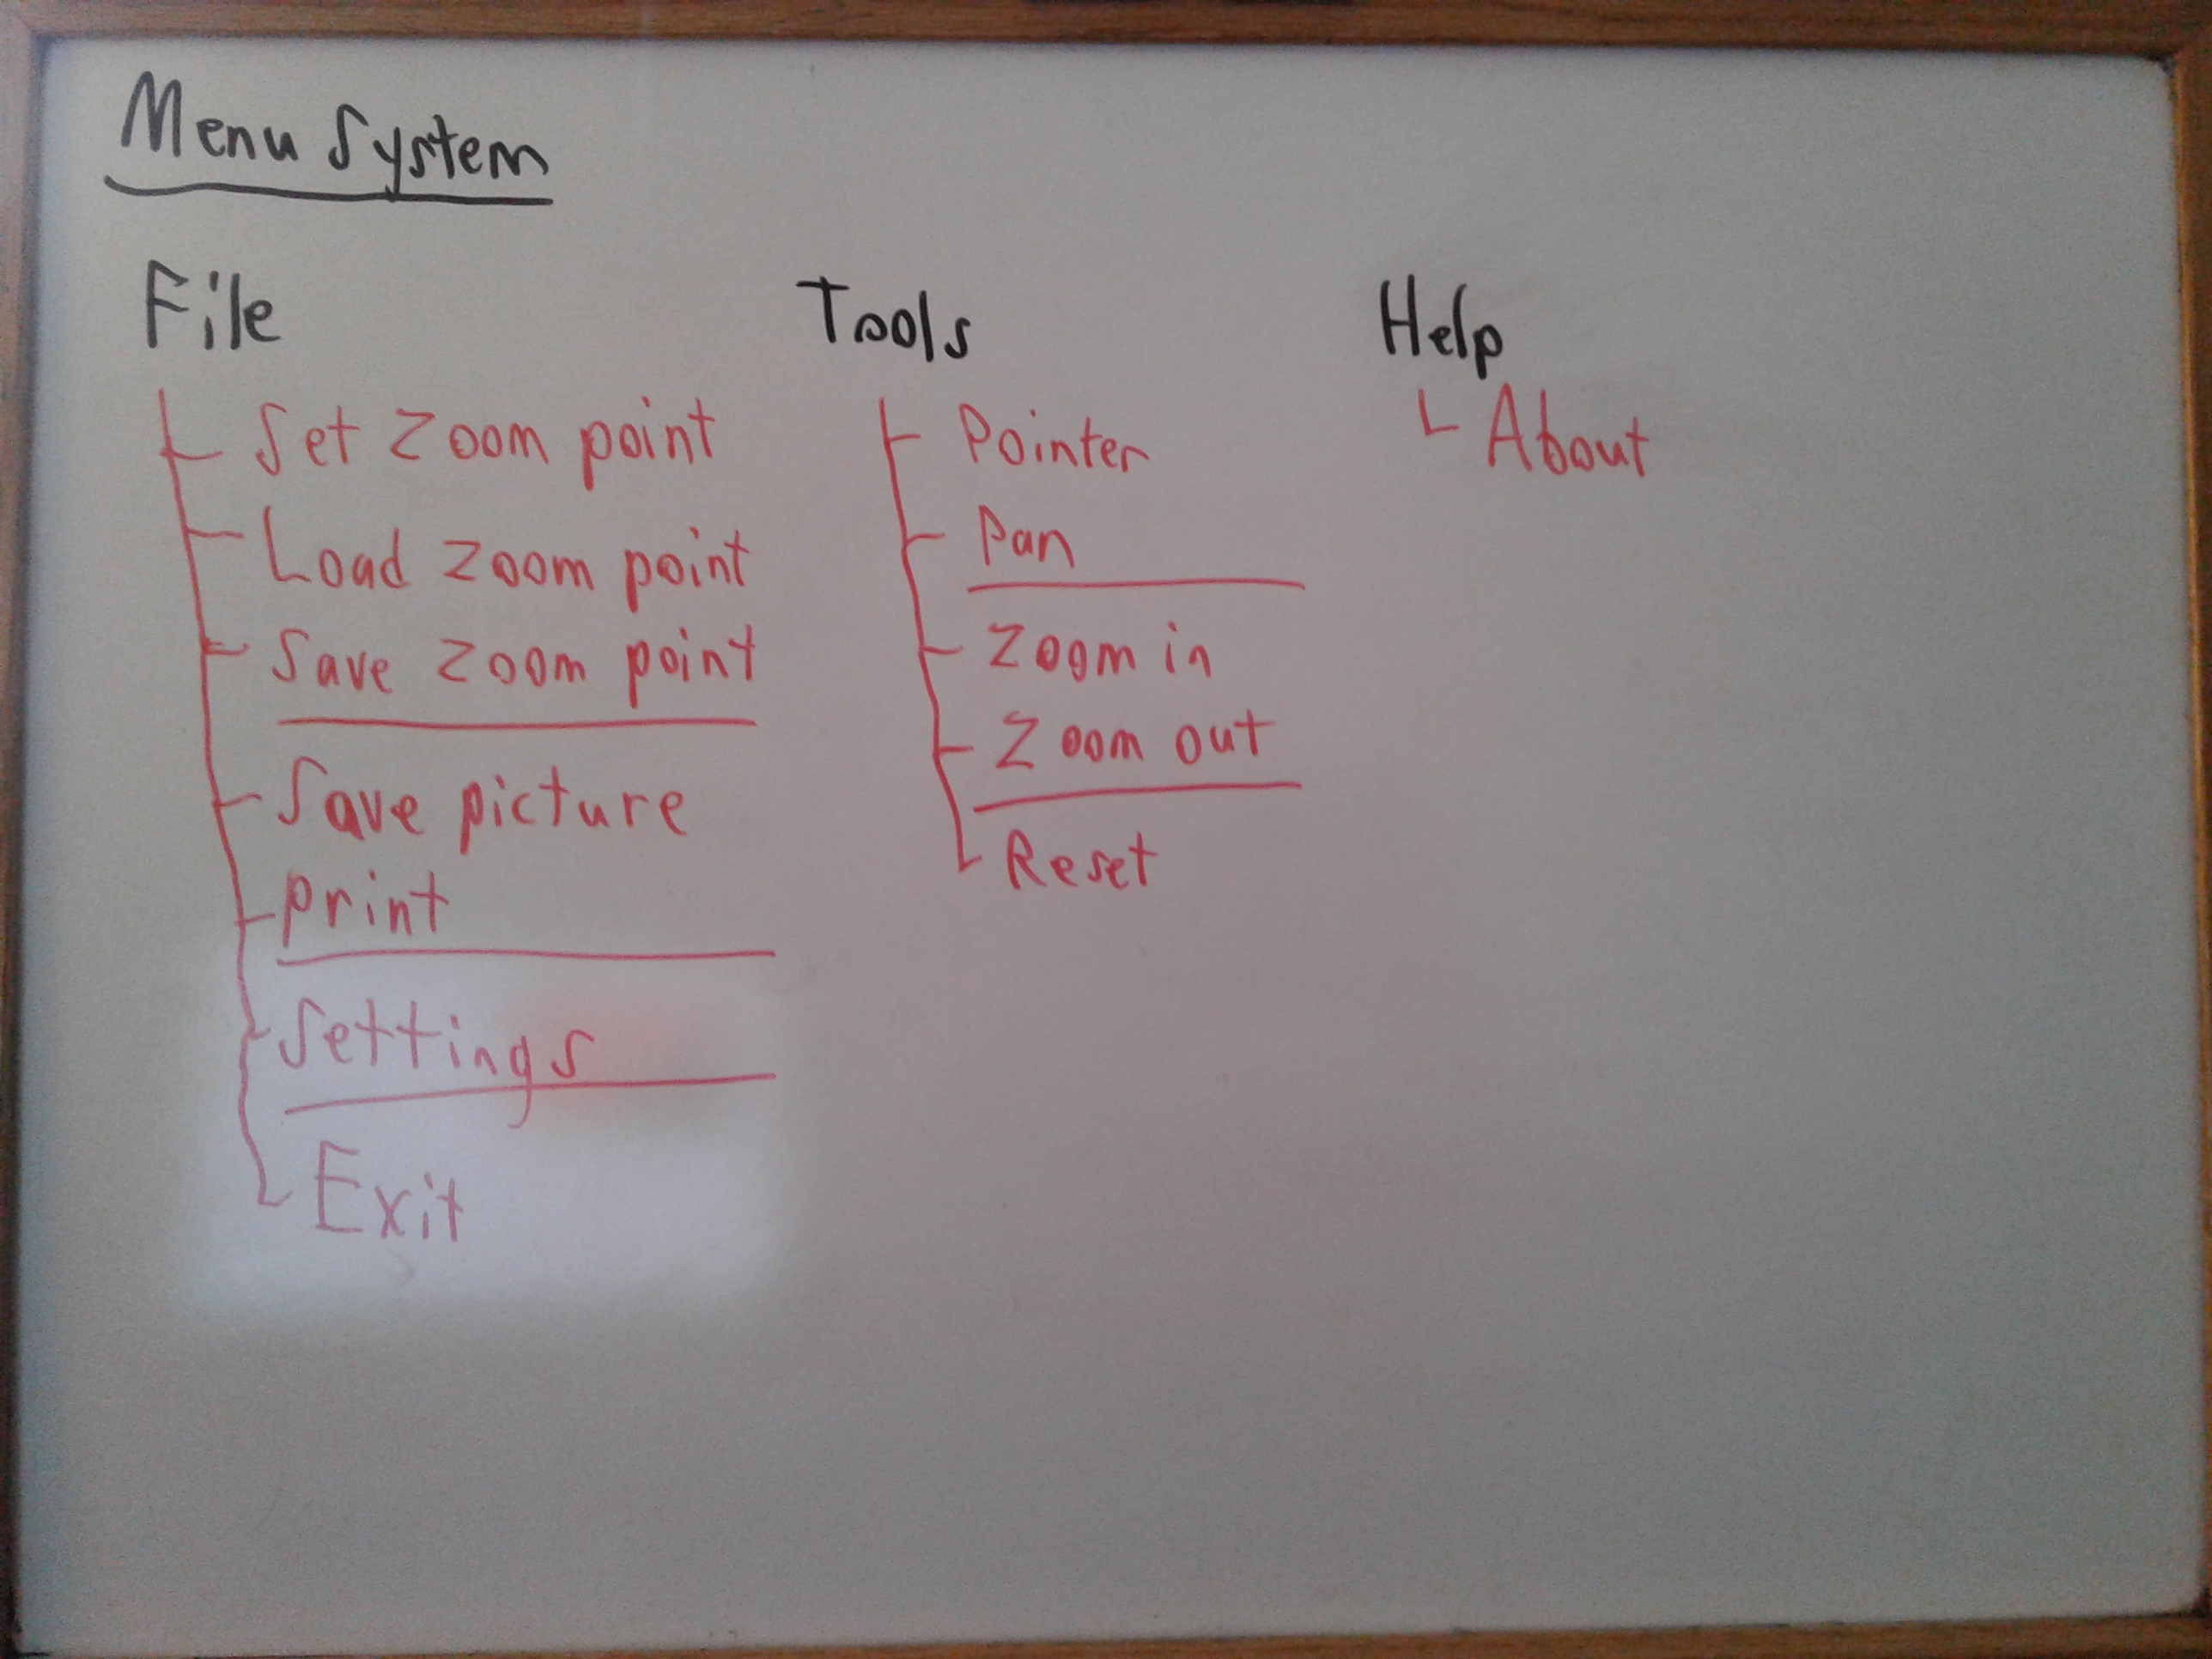 Menu System
File
Set Zoom point
Load Zoom point
Save Zoom point
Save picture
print
Settings
Exit
Tools
Pointer
Pan
Zoom in
Zoom out
Reset
Help
About